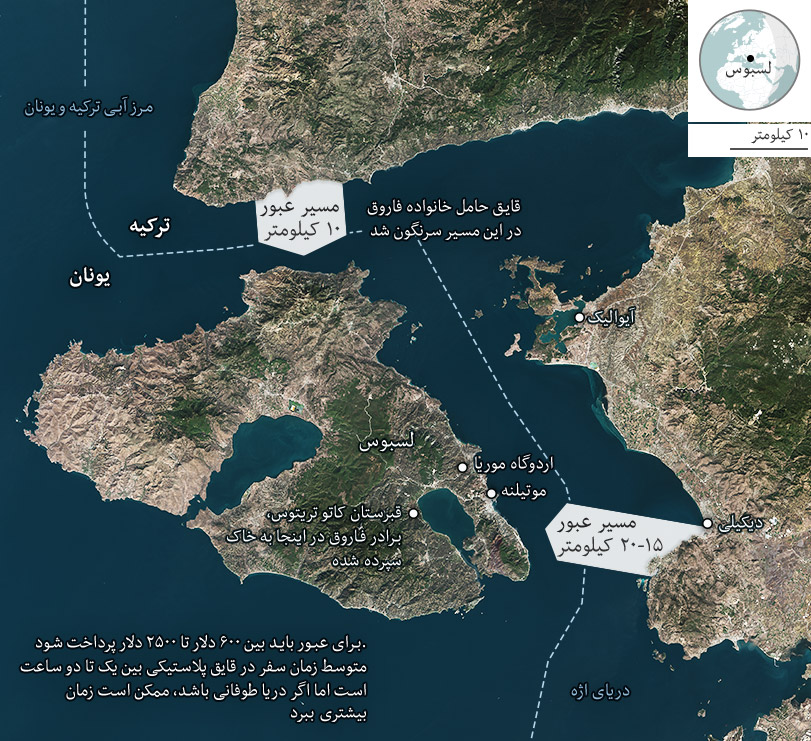 لسبوس
۱۰ کیلومتر
مرز آبی ترکیه و یونان
مسیر عبور
۱۰ کیلومتر
قایق حامل خانواده فاروق
در این مسیر سرنگون شد
ترکیه
یونان
آیوالیک
لسبوس
اردوگاه موریا
موتیلنه
قبرستان کاتو تریتوس،
برادر فاروق در اینجا به خاک
سپرده شده
مسیر عبور
۲۰-۱۵ کیلومتر
دیکیلی
.برای عبور باید بین ۶۰۰ دلار تا ۲۵۰۰ دلار پرداخت شود
متوسط زمان سفر در قایق پلاستیکی بین یک تا دو ساعت
است اما اگر دریا طوفانی باشد، ممکن است زمان
بیشتری ببرد
دریای اژه